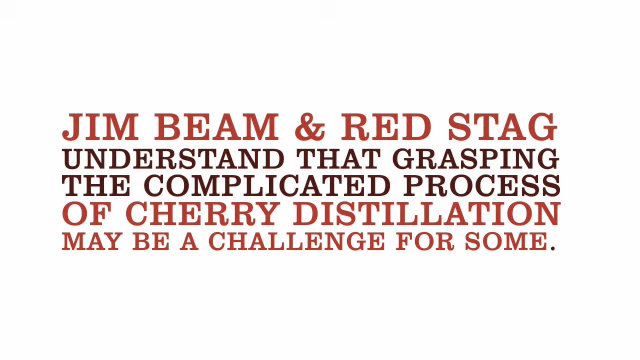 JIM BEAM & RED STAG
UNDERSTAND THAT GRASPING
THE COMPLICATED PROCESS
OF CHERRY DISTILLATION
MAY BE A CHALLENGE FOR SOME.